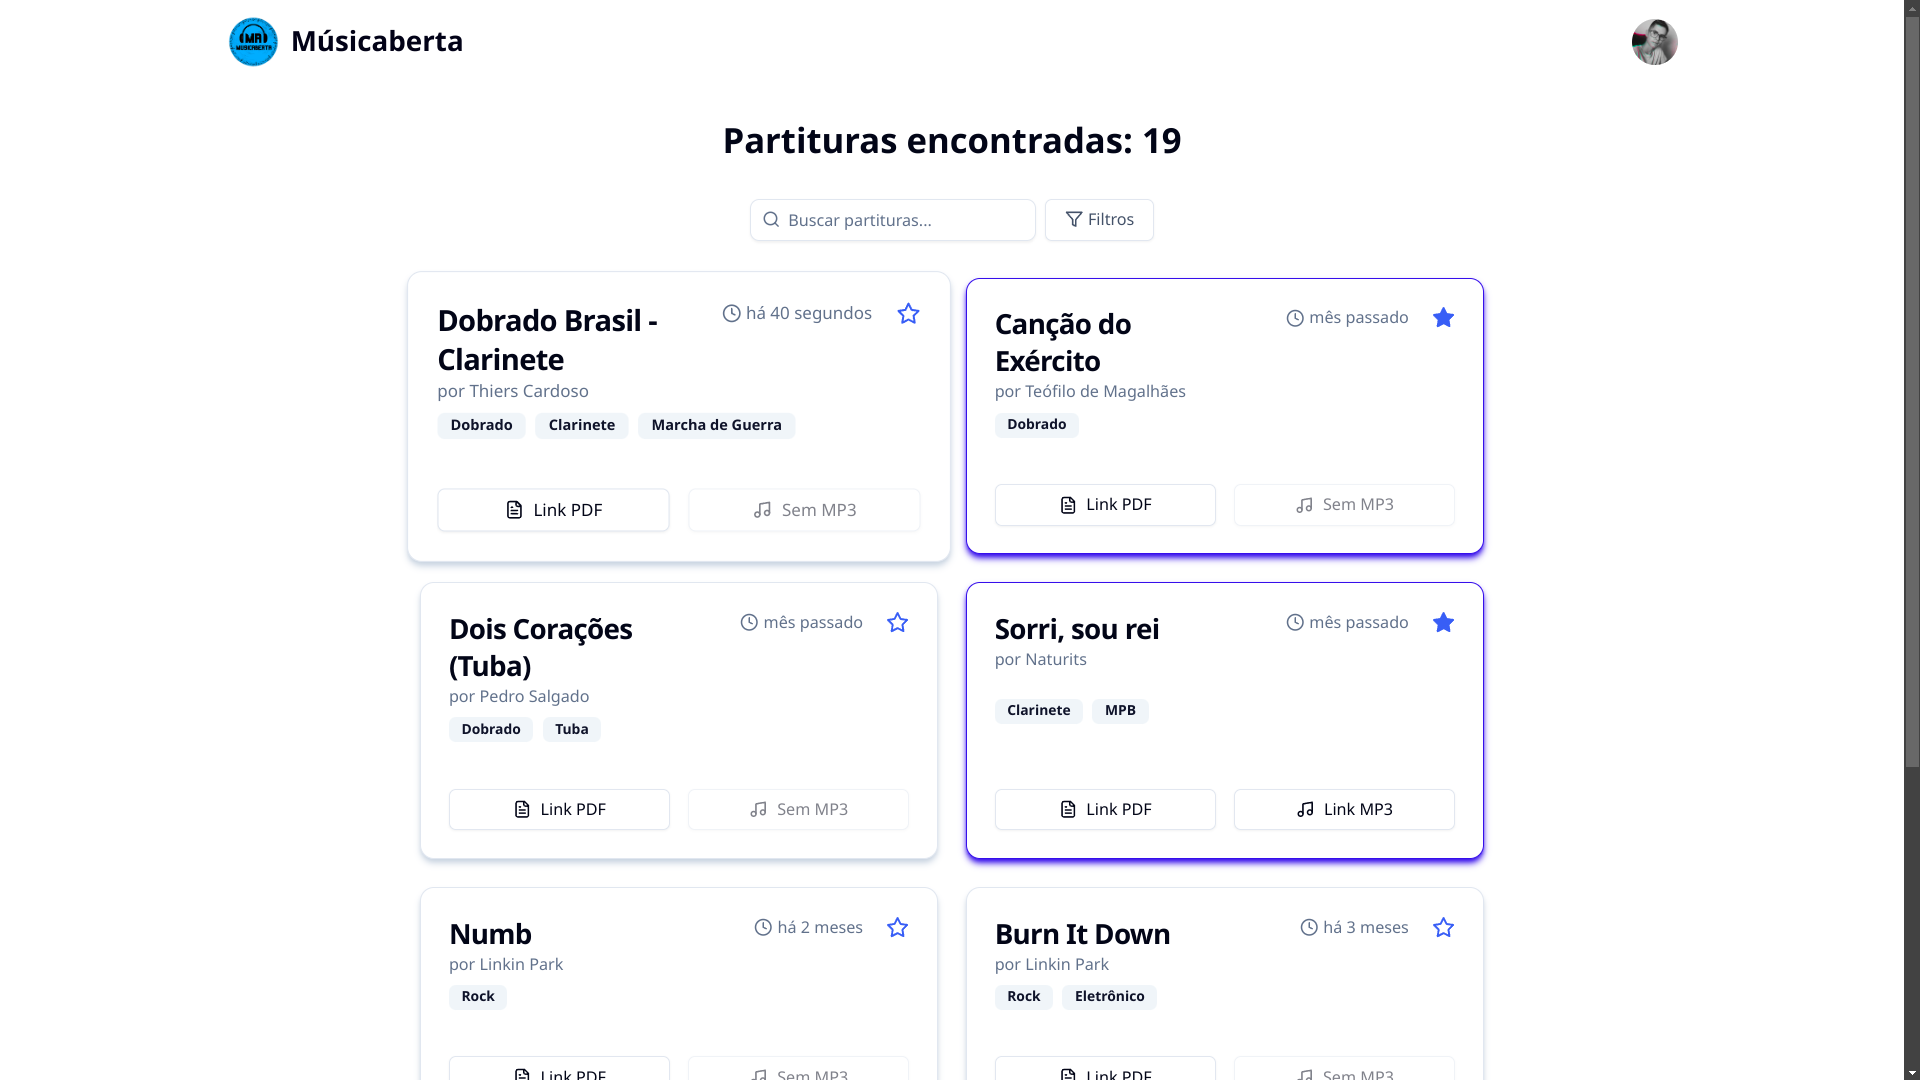 MA
MUSICABERTA
Músicaberta
Partituras encontradas: 19
Buscar partituras...
Filtros
Dobrado Brasil -
Clarinete
há 40 segundos
por Thiers Cardoso
Dobrado
Clarinete
Marcha de Guerra
Link PDF
Sem MP3
Canção do
Exército
mês passado
por Teófilo de Magalhães
Dobrado
Link PDF
Sem MP3
Dois Corações
(Tuba)
mês passado
por Pedro Salgado
Dobrado
Tuba
Link PDF
Sem MP3
Sorri, sou rei
mês passado
por Naturits
Clarinete
MPB
Link PDF
Link MP3
Numb
há 2 meses
por Linkin Park
Rock
Link PDF
Sem MP3
Burn It Down
há 3 meses
por Linkin Park
Rock
Eletrônico
Link PDF
Sem MP3